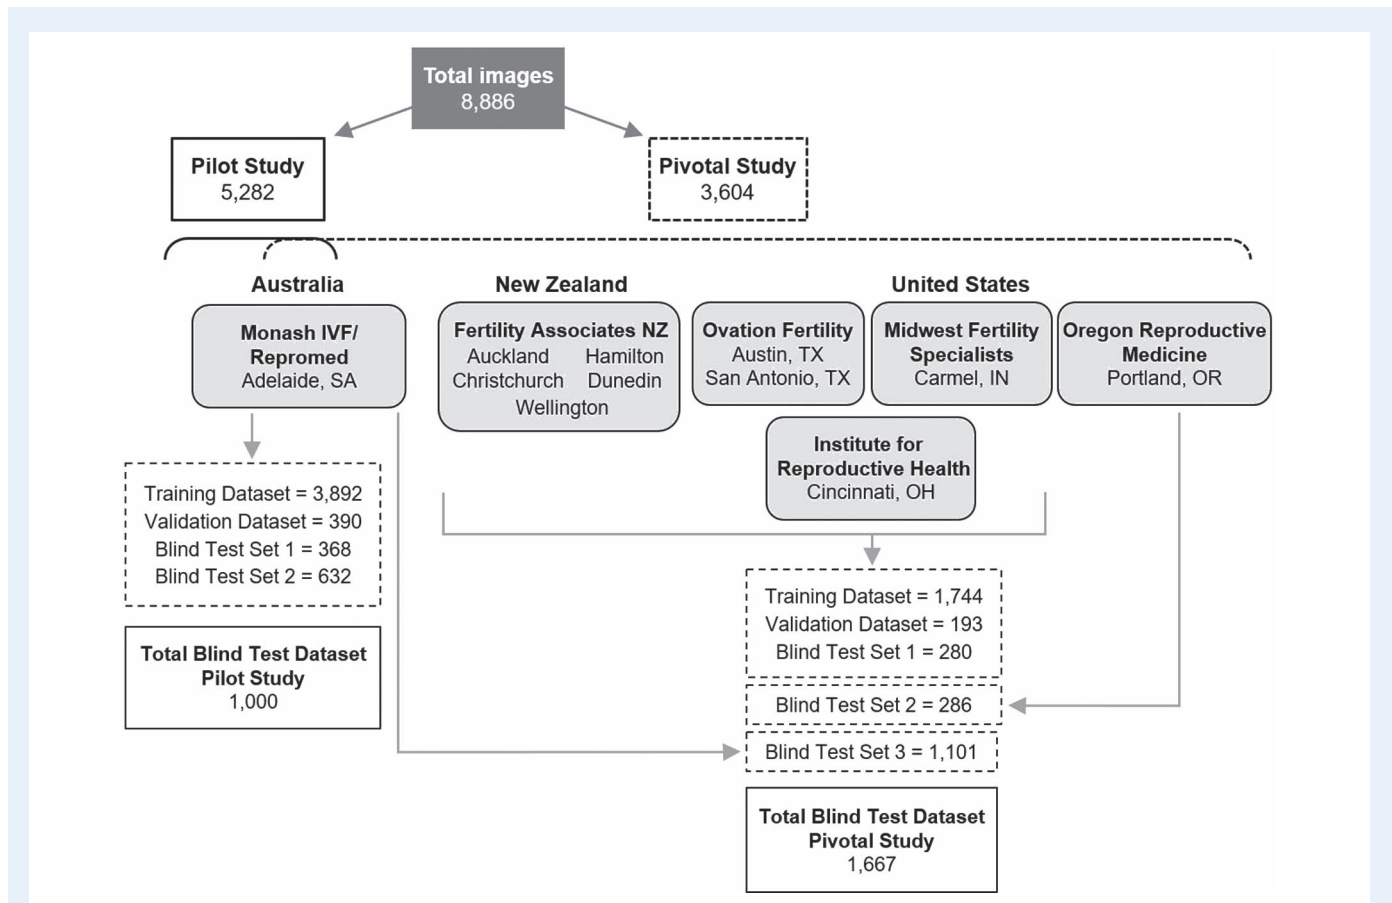 Total images
8,886
Pilot Study
5,282
Pivotal Study
3,604
Australia
New Zealand
United States
Monash IVF/
Repromed
Adelaide, SA
Fertility Associates NZ
Auckland Hamilton
Christchurch Dunedin
Wellington
Ovation Fertility
Austin, TX
San Antonio, TX
Midwest Fertility
Specialists
Carmel, IN
Oregon Reproductive
Medicine
Portland, OR
Institute for
Reproductive Health
Cincinnati, OH
Training Dataset = 3,892
Validation Dataset = 390
Blind Test Set 1 = 368
Blind Test Set 2 = 632
Total Blind Test Dataset
Pilot Study
1,000
Training Dataset = 1,744
Validation Dataset = 193
Blind Test Set 1 = 280
Blind Test Set 2 = 286
Blind Test Set 3 = 1,101
Total Blind Test Dataset
Pivotal Study
1,667